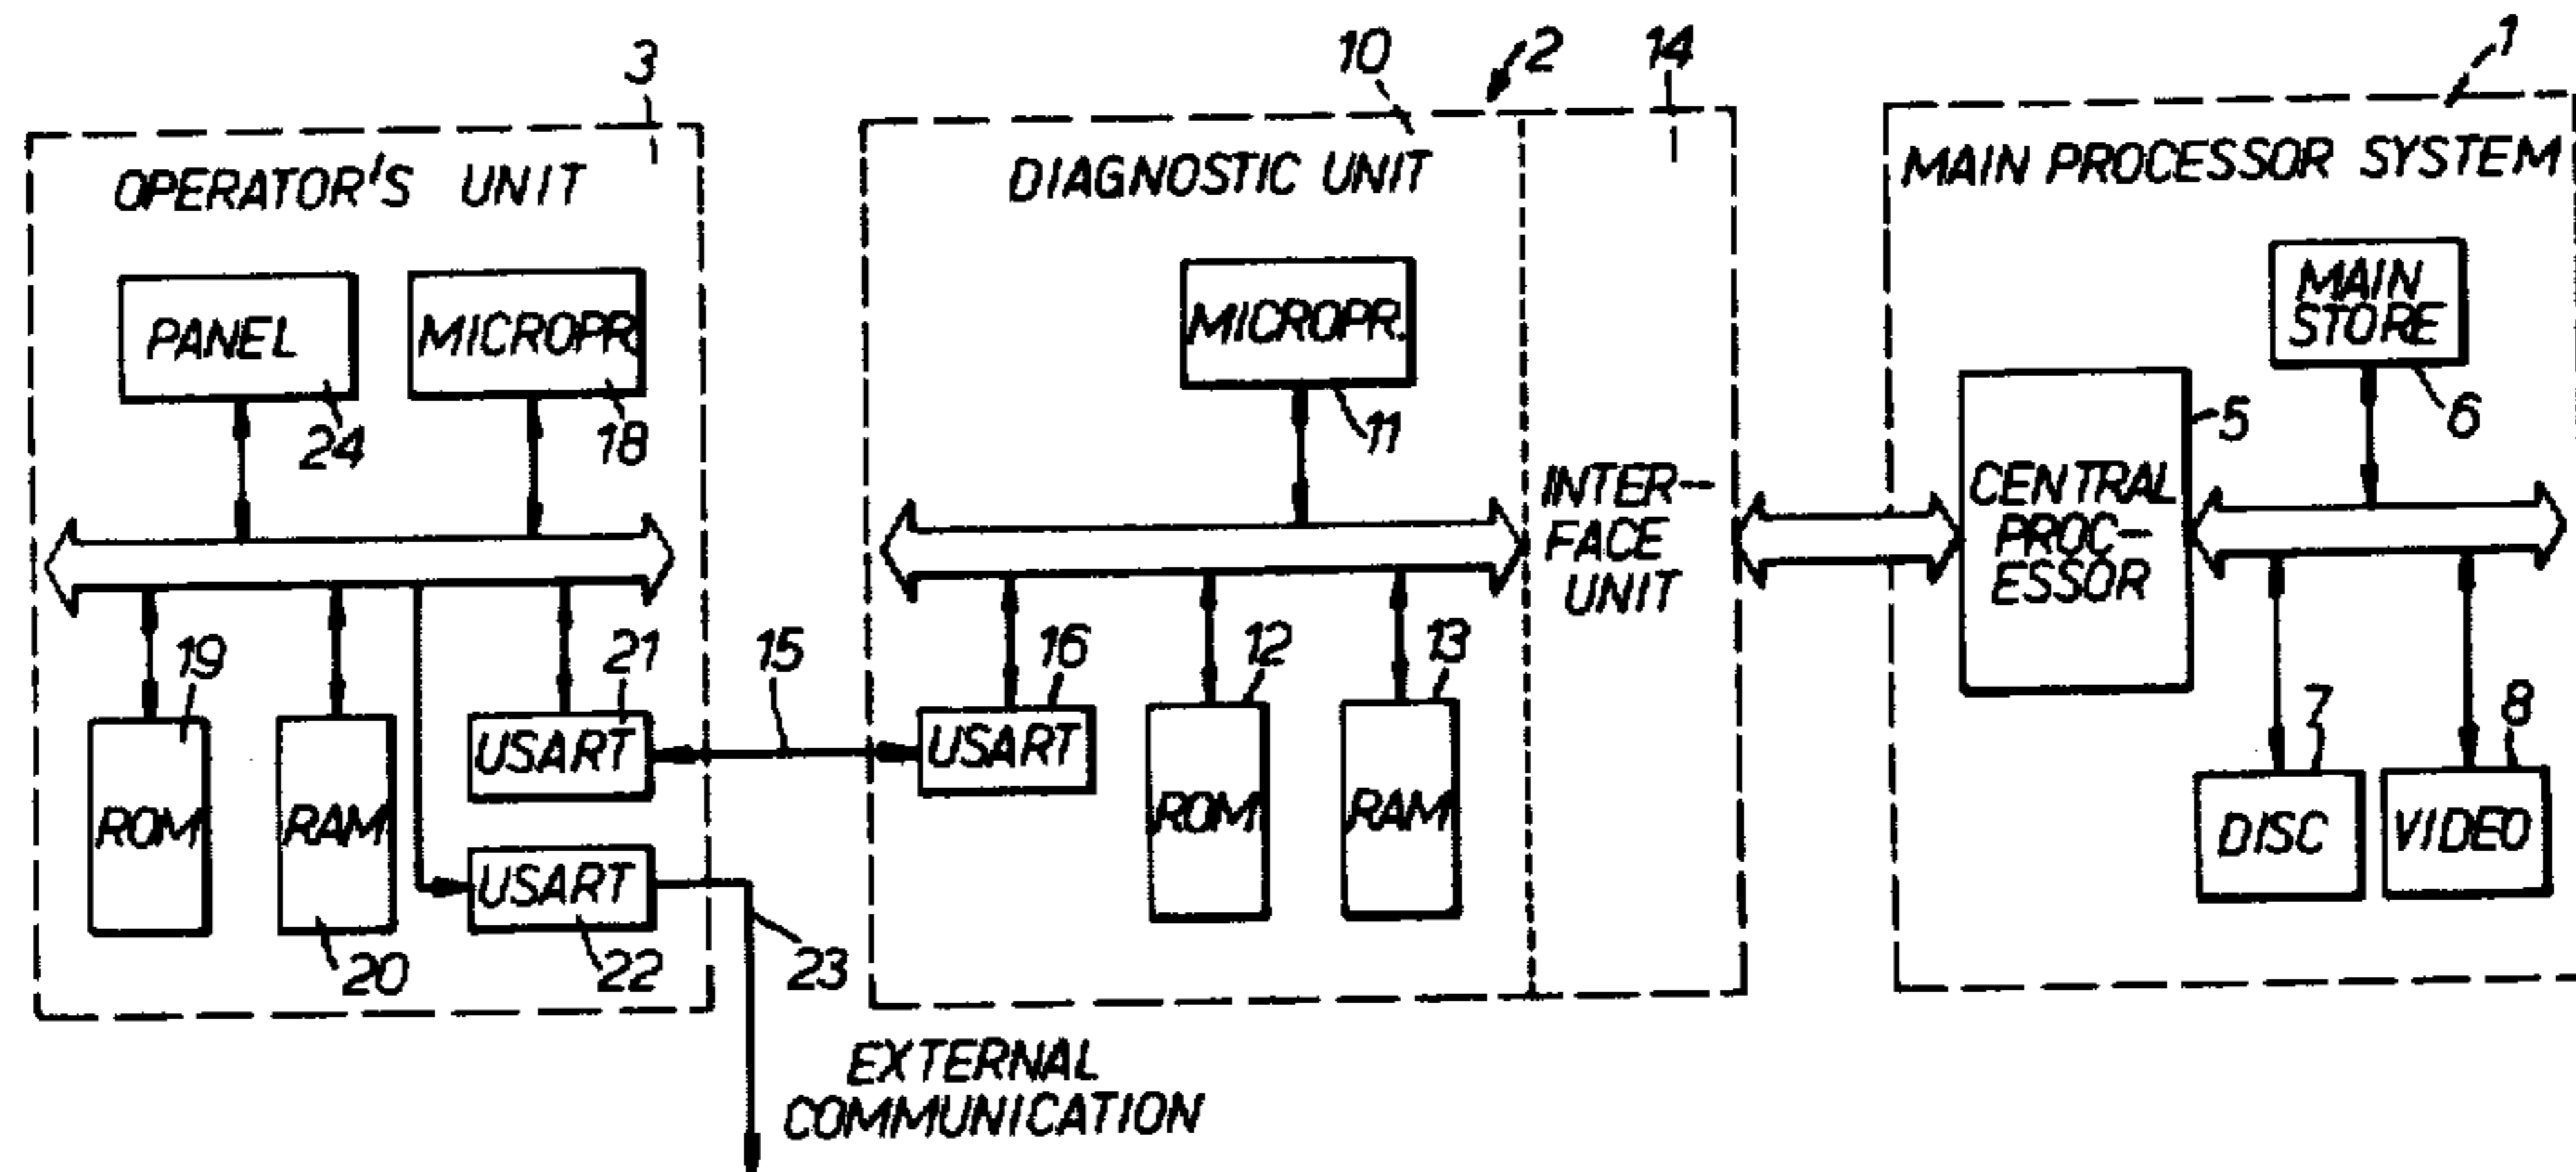 3
OPERATOR'S UNIT
PANEL
24
MICROPR.
18
19
ROM
RAM
20
21
USART
USART
22
23
15
EXTERNAL
COMMUNICATION
10
2
14
DIAGNOSTIC UNIT
MICROPR.
11
INTER-
FACE
UNIT
16
USART
12
ROM
13
RAM
1
MAIN PROCESSOR SYSTEM
MAIN
STORE
6
5
CENTRAL
PROC-
ESSOR
7
DISC
8
VIDEO